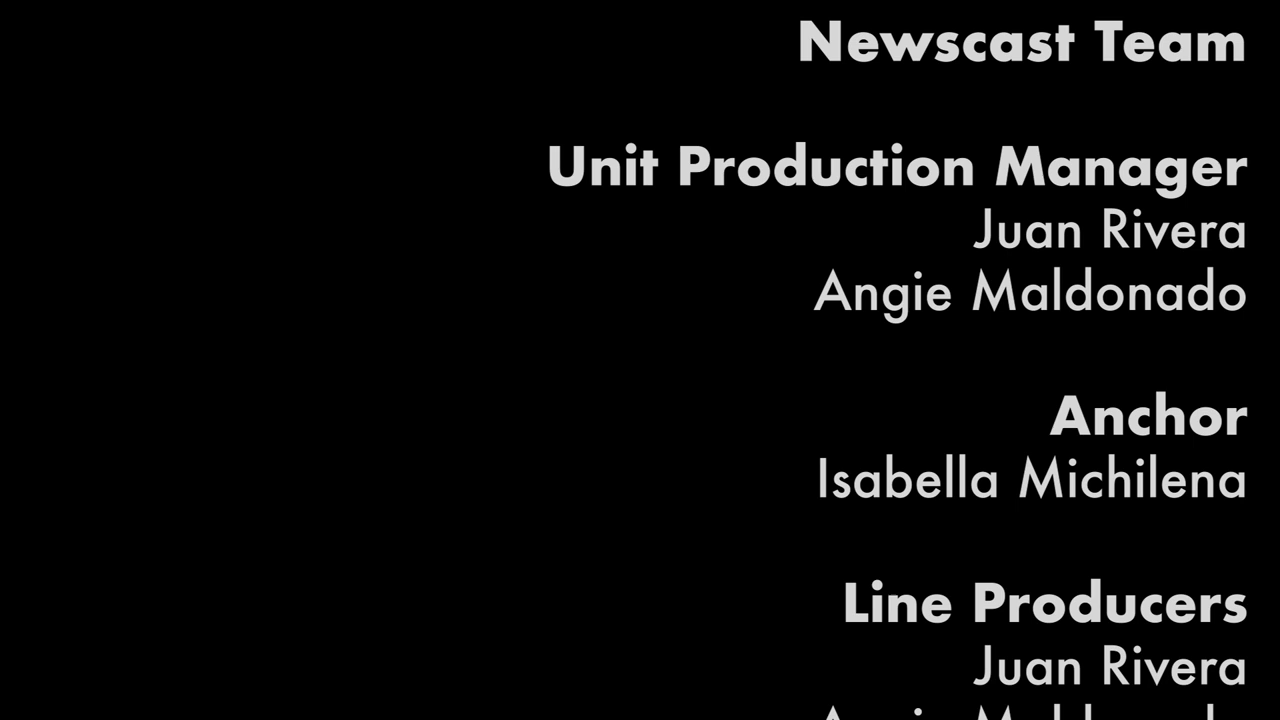 Newscast Team
Unit Production Manager
Juan Rivera
Angie Maldonado
Anchor
Isabella Michilena
Line Producers
Juan Rivera